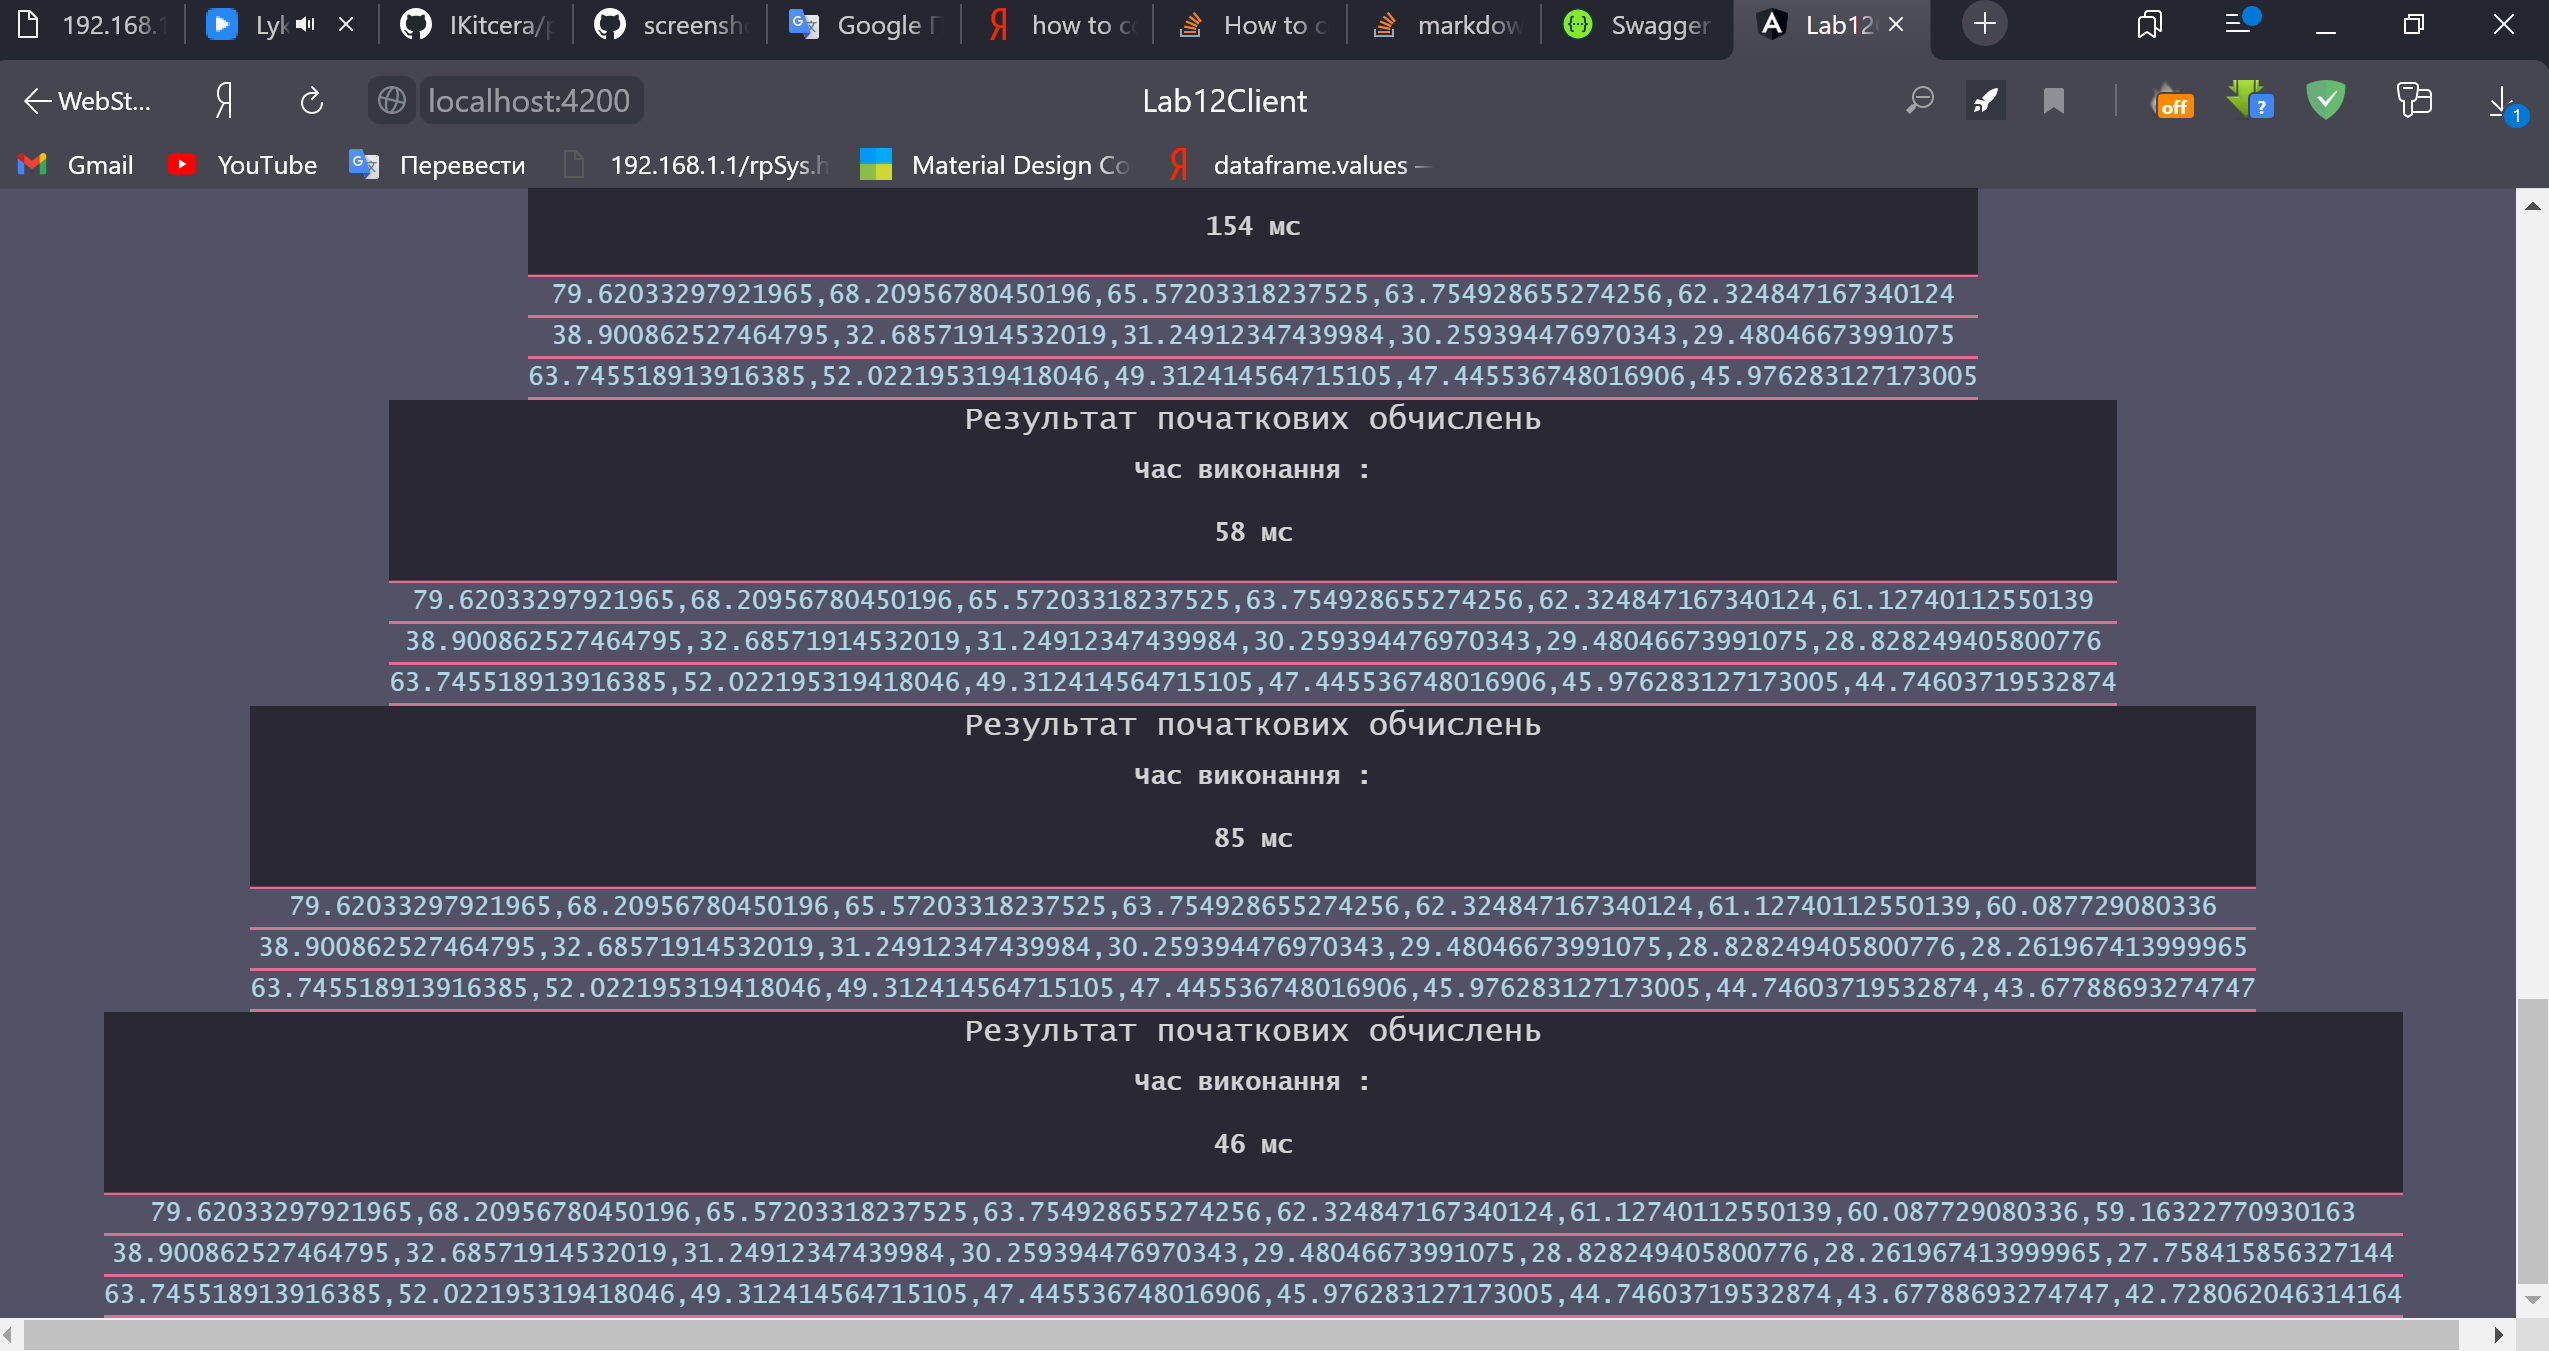 192.168.1 Lyk IKitcera/p screensh Google how to c How to c markdow Swagger Lab12
WebSt... localhost:4200 Lab12Client off ? 1
Gmail YouTube Перевести 192.168.1.1/rpSys.h Material Design Co dataframe.values —
154 мс
79.62033297921965,68.20956780450196,65.57203318237525,63.754928655274256,62.324847167340124
38.900862527464795,32.68571914532019,31.24912347439984,30.259394476970343,29.48046673991075
63.745518913916385,52.022195319418046,49.312414564715105,47.445536748016906,45.976283127173005
Результат початкових обчислень
Час виконання :
58 мс
79.62033297921965,68.20956780450196,65.57203318237525,63.754928655274256,62.324847167340124,61.12740112550139
38.900862527464795,32.68571914532019,31.24912347439984,30.259394476970343,29.48046673991075,28.828249405800776
63.745518913916385,52.022195319418046,49.312414564715105,47.445536748016906,45.976283127173005,44.74603719532874
Результат початкових обчислень
Час виконання :
85 мс
79.62033297921965,68.20956780450196,65.57203318237525,63.754928655274256,62.324847167340124,61.12740112550139,60.087729080336
38.900862527464795,32.68571914532019,31.24912347439984,30.259394476970343,29.48046673991075,28.828249405800776,28.261967413999965
63.745518913916385,52.022195319418046,49.312414564715105,47.445536748016906,45.976283127173005,44.74603719532874,43.67788693274747
Результат початкових обчислень
Час виконання :
46 мс
79.62033297921965,68.20956780450196,65.57203318237525,63.754928655274256,62.324847167340124,61.12740112550139,60.087729080336,59.16322770930163
38.900862527464795,32.68571914532019,31.24912347439984,30.259394476970343,29.48046673991075,28.828249405800776,28.261967413999965,27.758415856327144
63.745518913916385,52.022195319418046,49.312414564715105,47.445536748016906,45.976283127173005,44.74603719532874,43.67788693274747,42.728062046314164